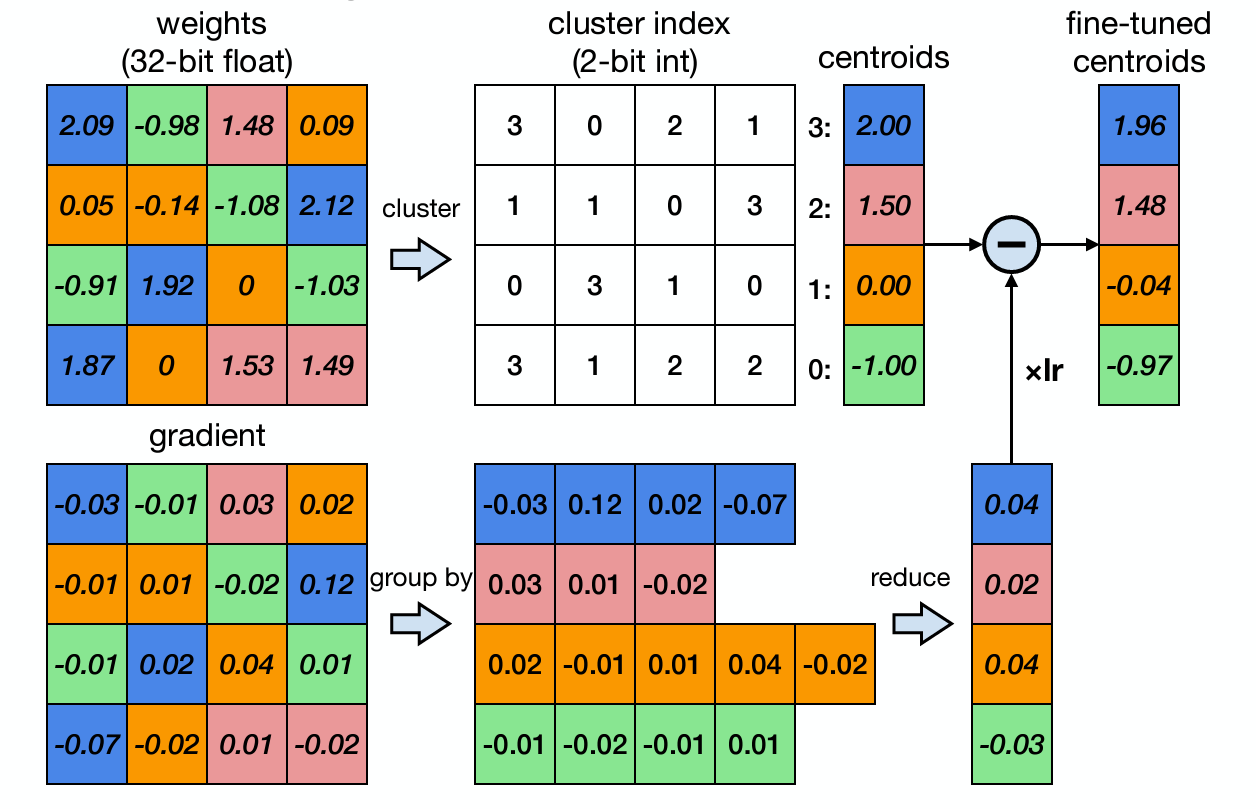 weights
(32-bit float)
cluster index
(2-bit int)
centroids
fine-tuned
centroids
2.09 -0.98 1.48 0.09
0.05 -0.14 -1.08 2.12
-0.91 1.92 0 -1.03
1.87 0 1.53 1.49
cluster
3 0 2 1
1 1 0 3
0 3 1 0
3 1 2 2
3: 2.00
2: 1.50
1: 0.00
0: -1.00
×lr
1.96
1.48
-0.04
-0.97
gradient
-0.03 -0.01 0.03 0.02
-0.01 0.01 -0.02 0.12
-0.01 0.02 0.04 0.01
-0.07 -0.02 0.01 -0.02
group by
-0.03 0.12 0.02 -0.07
0.03 0.01 -0.02
0.02 -0.01 0.01 0.04 -0.02
-0.01 -0.02 -0.01 0.01
reduce
0.04
0.02
0.04
-0.03